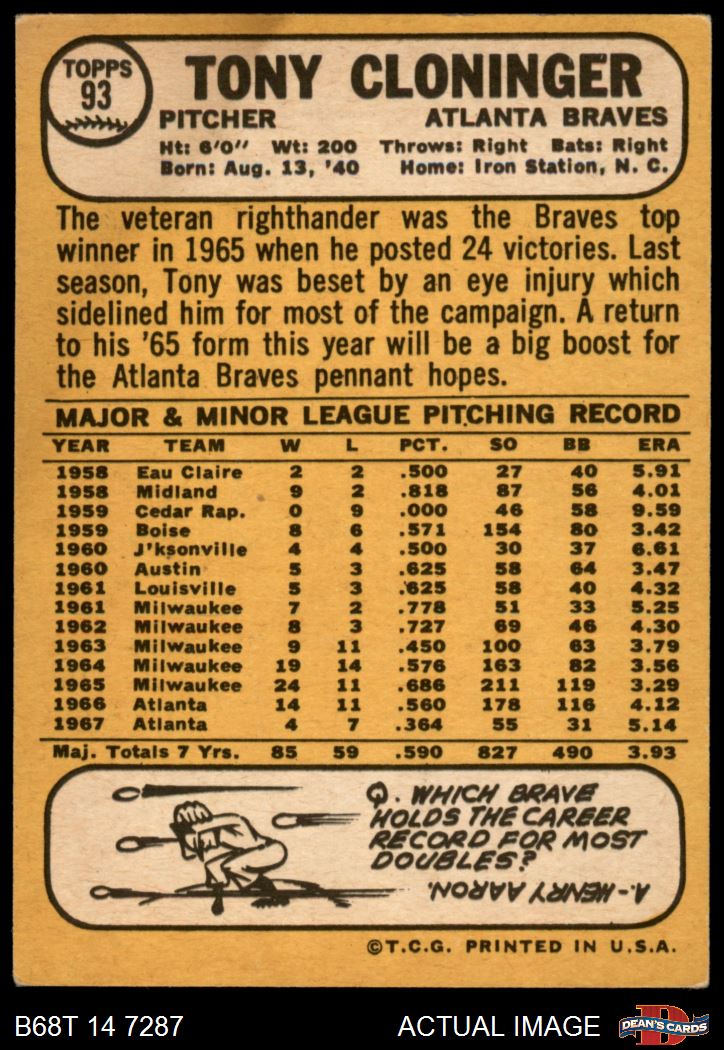 TOPPS
93
TONY CLONINGER
PITCHER ATLANTA BRAVES
Ht: 6'0" Wt: 200 Throws: Right Bats: Right
Born: Aug. 13, '40 Home: Iron Station, N. C.
The veteran righthander was the Braves top
winner in 1965 when he posted 24 victories. Last
season, Tony was beset by an eye injury which
sidelined him for most of the campaign. A return
to his '65 form this year will be a big boost for
the Atlanta Braves pennant hopes.
MAJOR & MINOR LEAGUE PITCHING RECORD
YEAR TEAM W L PCT. SO BB ERA
1958 Eau Claire 2 2 .500 27 40 5.91
1958 Midland 9 2 .818 87 56 4.01
1959 Cedar Rap. 0 9 .000 46 58 9.59
1959 Boise 8 6 .571 154 80 3.42
1960 J'ksonville 4 4 .500 30 37 6.61
1960 Austin 5 3 .625 58 64 3.47
1961 Louisville 5 3 .625 58 40 4.32
1961 Milwaukee 7 2 .778 51 33 5.25
1962 Milwaukee 8 3 .727 69 46 4.30
1963 Milwaukee 9 11 .450 100 63 3.79
1964 Milwaukee 19 14 .576 163 82 3.56
1965 Milwaukee 24 11 .686 211 119 3.29
1966 Atlanta 14 11 .560 178 116 4.12
1967 Atlanta 4 7 .364 55 31 5.14
Maj. Totals 7 Yrs. 85 59 .590 827 490 3.93
Q. WHICH BRAVE
HOLDS THE CAREER
RECORD FOR MOST
DOUBLES?
A-HENRY AARON.
©T.C.G. PRINTED IN U.S.A.
B68T 14 7287 ACTUAL IMAGE
D
DEAN'S CARDS